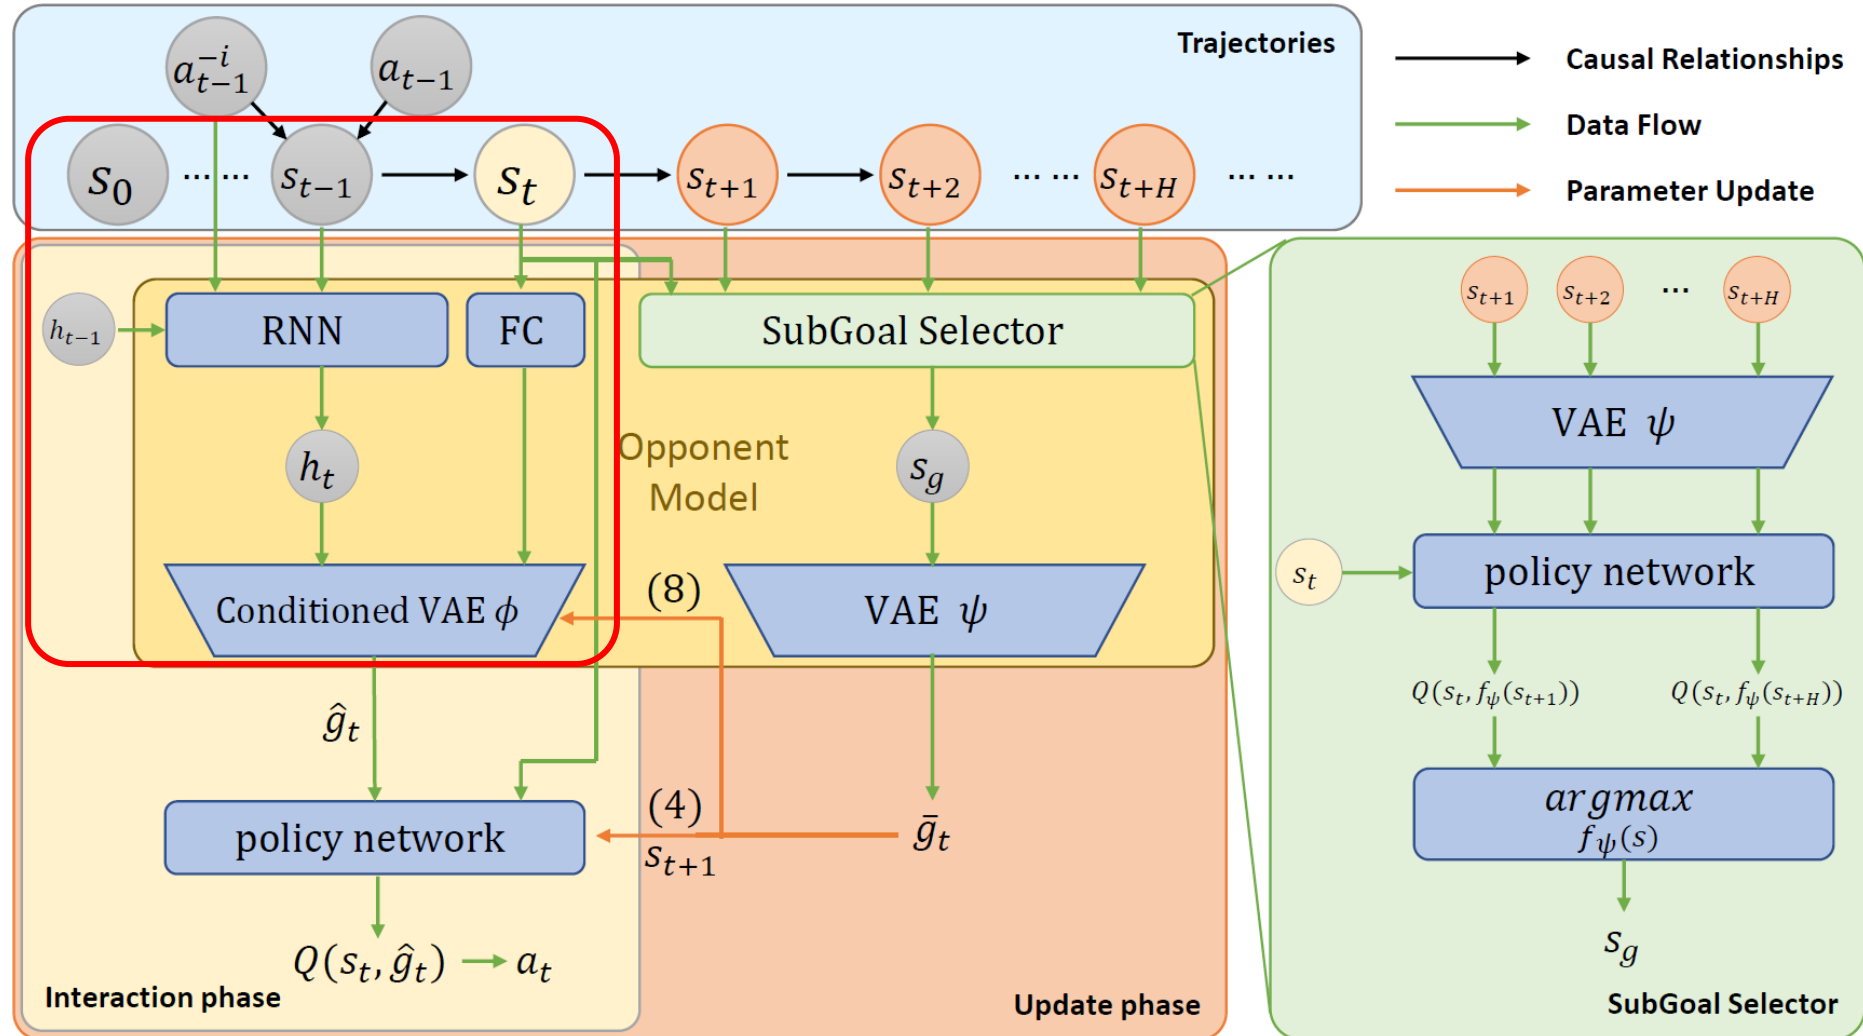 Trajectories
a_{t-1}^{-i}
a_{t-1}
s_0
... ...
s_{t-1}
s_t
s_{t+1}
s_{t+2}
... ...
s_{t+H}
... ...
Causal Relationships
Data Flow
Parameter Update
h_{t-1}
RNN
FC
SubGoal Selector
h_t
Opponent
Model
s_g
Conditioned VAE ϕ
(8)
VAE ψ
ĝ_t
policy network
(4)
s_{t+1}
ḡ_t
Q(s_t, ĝ_t)
a_t
Interaction phase
Update phase
s_{t+1}
s_{t+2}
...
s_{t+H}
VAE ψ
s_t
policy network
Q(s_t, f_ψ(s_{t+1}))
Q(s_t, f_ψ(s_{t+H}))
argmax
f_ψ(s)
s_g
SubGoal Selector